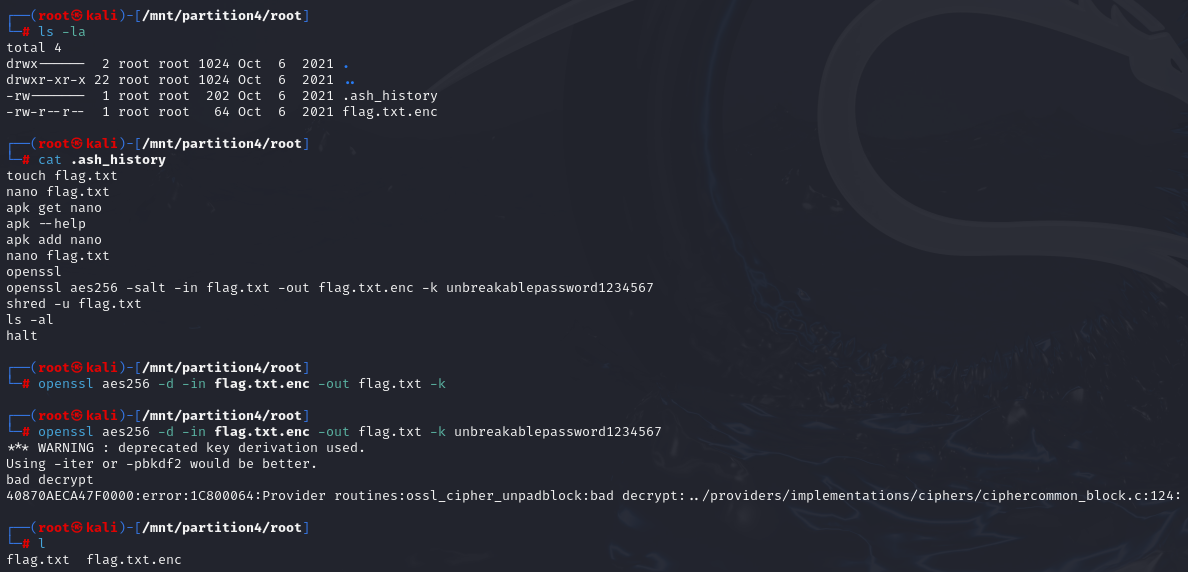 ┌──(root㉿kali)-[/mnt/partition4/root]
└─# ls -la
total 4
drwx------  2 root root 1024 Oct  6  2021 .
drwxr-xr-x 22 root root 1024 Oct  6  2021 ..
-rw-------  1 root root  202 Oct  6  2021 .ash_history
-rw-r--r--  1 root root   64 Oct  6  2021 flag.txt.enc
┌──(root㉿kali)-[/mnt/partition4/root]
└─# cat .ash_history
touch flag.txt
nano flag.txt
apk get nano
apk --help
apk add nano
nano flag.txt
openssl
openssl aes256 -salt -in flag.txt -out flag.txt.enc -k unbreakablepassword1234567
shred -u flag.txt
ls -al
halt
┌──(root㉿kali)-[/mnt/partition4/root]
└─# openssl aes256 -d -in flag.txt.enc -out flag.txt -k
┌──(root㉿kali)-[/mnt/partition4/root]
└─# openssl aes256 -d -in flag.txt.enc -out flag.txt -k unbreakablepassword1234567
*** WARNING : deprecated key derivation used.
Using -iter or -pbkdf2 would be better.
bad decrypt
40870AECA47F0000:error:1C800064:Provider routines:ossl_cipher_unpadblock:bad decrypt:../providers/implementations/ciphers/ciphercommon_block.c:124:
┌──(root㉿kali)-[/mnt/partition4/root]
└─# l
flag.txt  flag.txt.enc